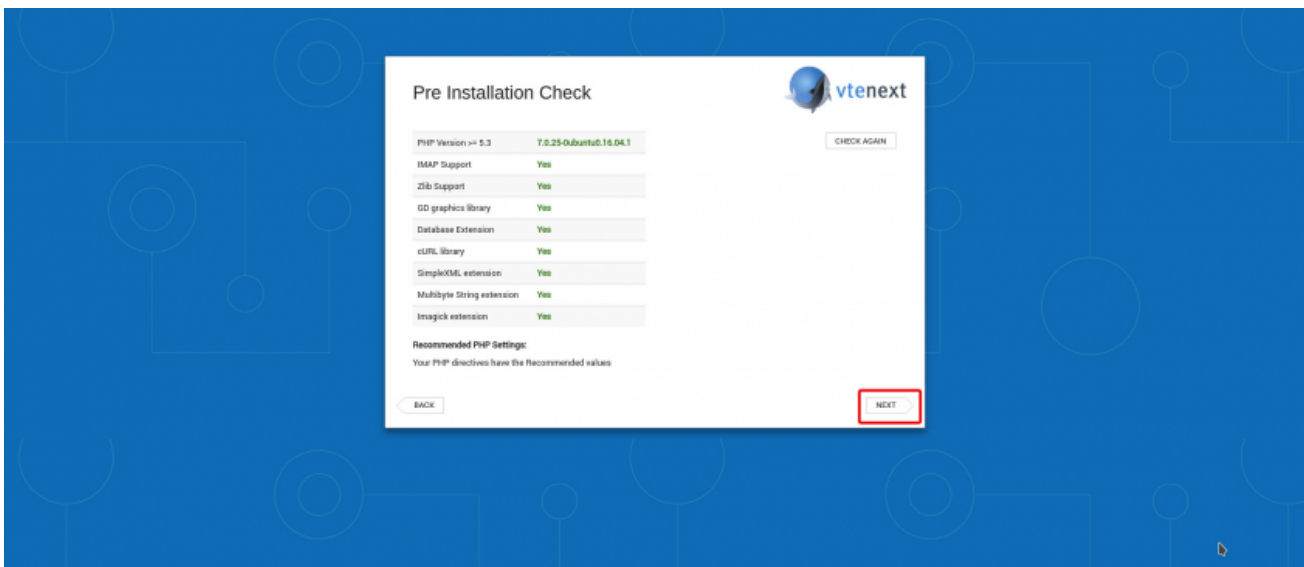 Pre Installation Check
vtenext
PHP Version >= 5.3 7.0.25-0ubuntu0.16.04.1
CHECK AGAIN
IMAP Support Yes
Zlib Support Yes
GD graphics library Yes
Database Extension Yes
cURL library Yes
SimpleXML extension Yes
Multibyte String extension Yes
Imagick extension Yes
Recommended PHP Settings:
Your PHP directives have the Recommended values
BACK
NEXT